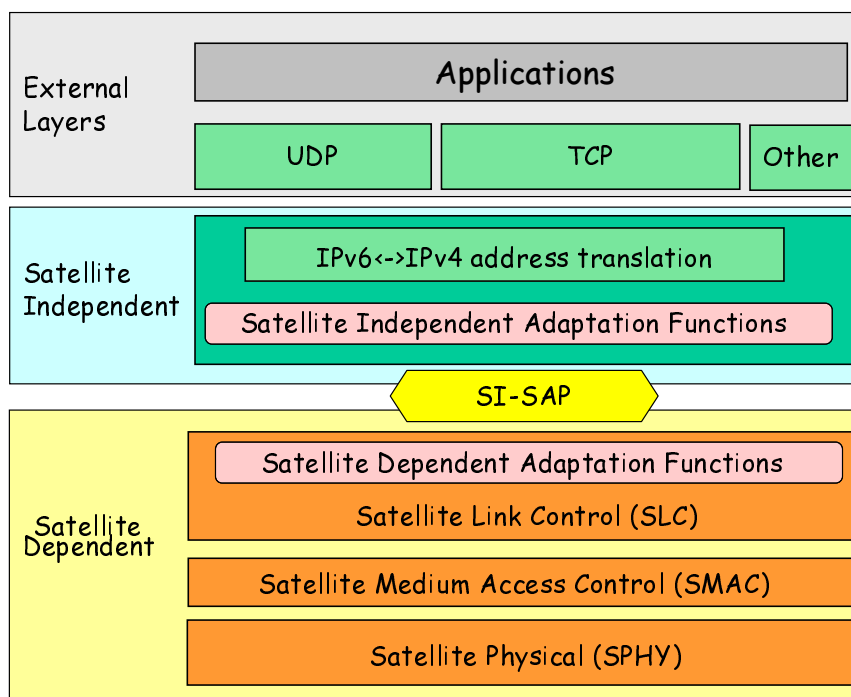 External
Layers
Applications
UDP
TCP
Other
Satellite
Independent
IPv6<->IPv4 address translation
Satellite Independent Adaptation Functions
SI-SAP
Satellite
Dependent
Satellite Dependent Adaptation Functions
Satellite Link Control (SLC)
Satellite Medium Access Control (SMAC)
Satellite Physical (SPHY)